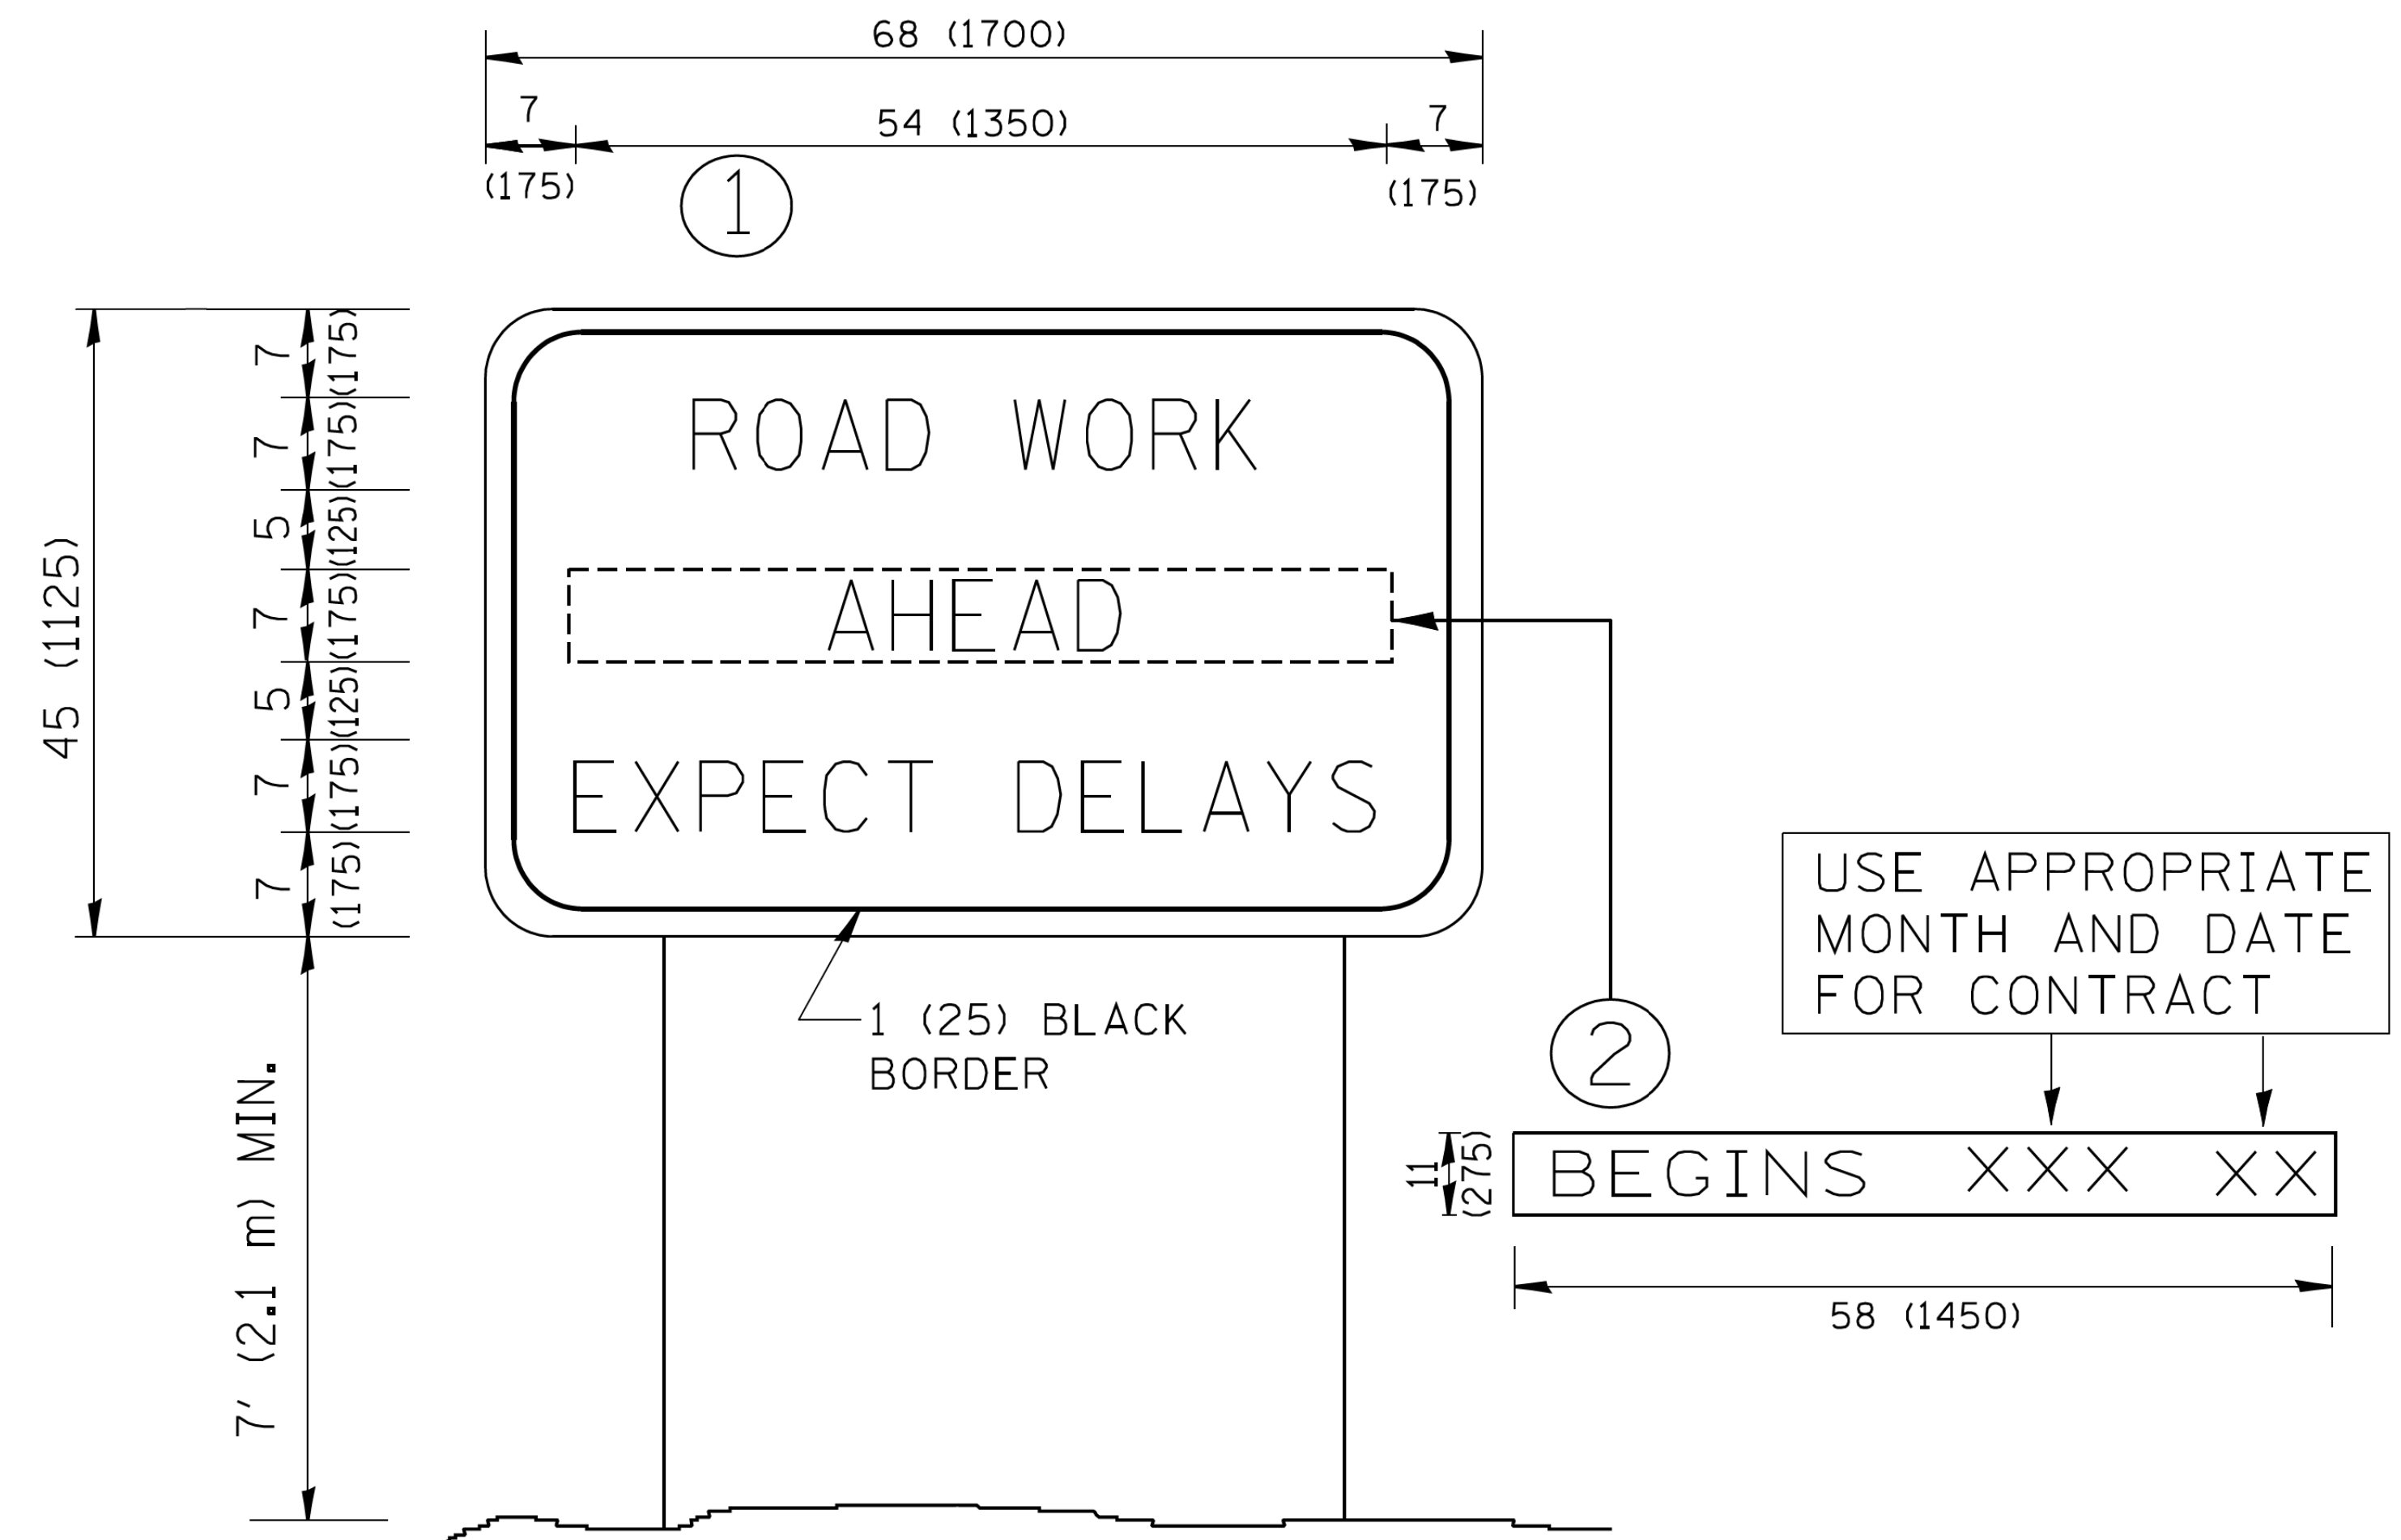 68 (1700)
7
54 (1350)
7
(175)
(175)
1
45 (1125)
7 (175)
7 (175)
5 (125)
7 (175)
5 (125)
7 (175)
7 (175)
7' (2.1 m) MIN.
ROAD WORK
AHEAD
EXPECT DELAYS
1 (25) BLACK
BORDER
2
USE APPROPRIATE
MONTH AND DATE
FOR CONTRACT
11
(275)
BEGINS XXX XX
58 (1450)